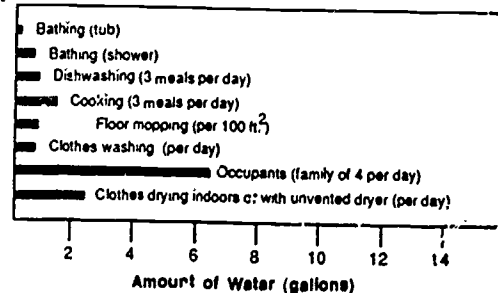 Bathing (tub)
Bathing (shower)
Dishwashing (3 meals per day)
Cooking (3 meals per day)
Floor mopping (per 100 ft.2)
Clothes washing (per day)
Occupants (family of 4 per day)
Clothes drying indoors or with unvented dryer (per day)
2 4 6 8 10 12 14
Amount of Water (gallons)